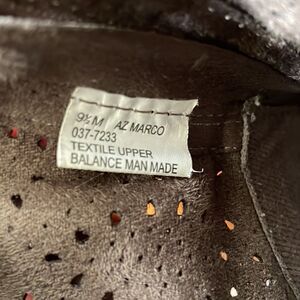 9½M AZ MARCO
037-7233
TEXTILE UPPER
BALANCE MAN MADE